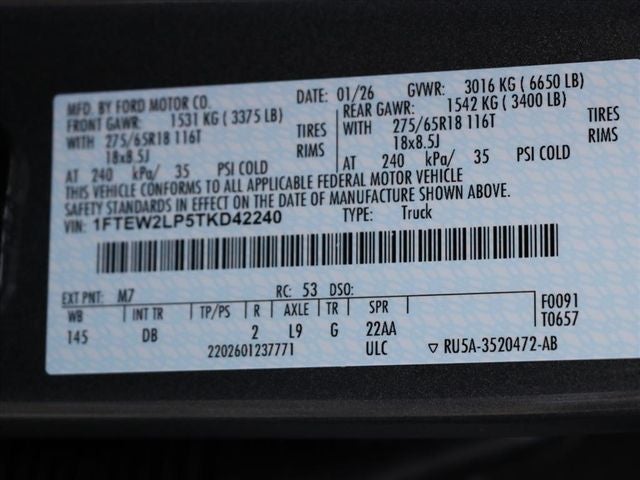 MFD. BY FORD MOTOR CO. DATE: 01/26 GVWR: 3016 KG ( 6650 LB)
FRONT GAWR: 1531 KG ( 3375 LB) REAR GAWR: 1542 KG ( 3400 LB)
WITH 275/65R18 116T TIRES WITH 275/65R18 116T TIRES
18x8.5J RIMS 18x8.5J RIMS
AT 240 kPa/ 35 PSI COLD AT 240 kPa/ 35 PSI COLD
THIS VEHICLE CONFORMS TO ALL APPLICABLE FEDERAL MOTOR VEHICLE
SAFETY STANDARDS IN EFFECT ON THE DATE OF MANUFACTURE SHOWN ABOVE.
VIN: 1FTEW2LP5TKD42240 TYPE: Truck
EXT PNT: M7 RC: 53 DSO:
WB INT TR TP/PS R AXLE TR SPR F0091
145 DB 2 L9 G 22AA T0657
2202601237771 ULC ▽ RU5A-3520472-AB